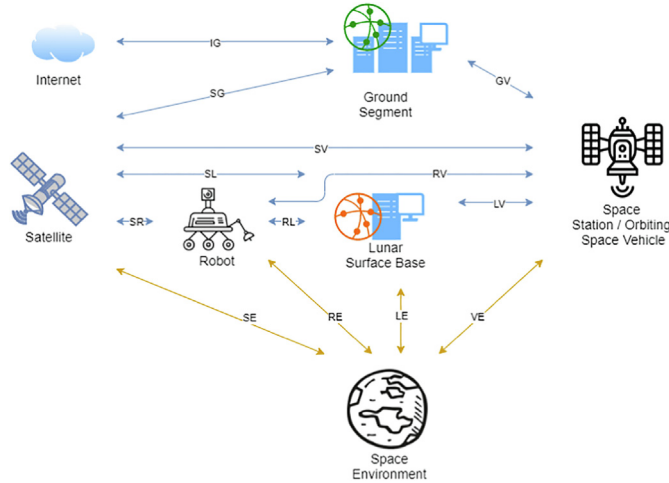 IG
Internet
SG
Ground
Segment
GV
SV
SL
RV
Satellite
SR
Robot
RL
Lunar
Surface Base
LV
Space
Station / Orbiting
Space Vehicle
SE
RE
LE
VE
Space
Environment